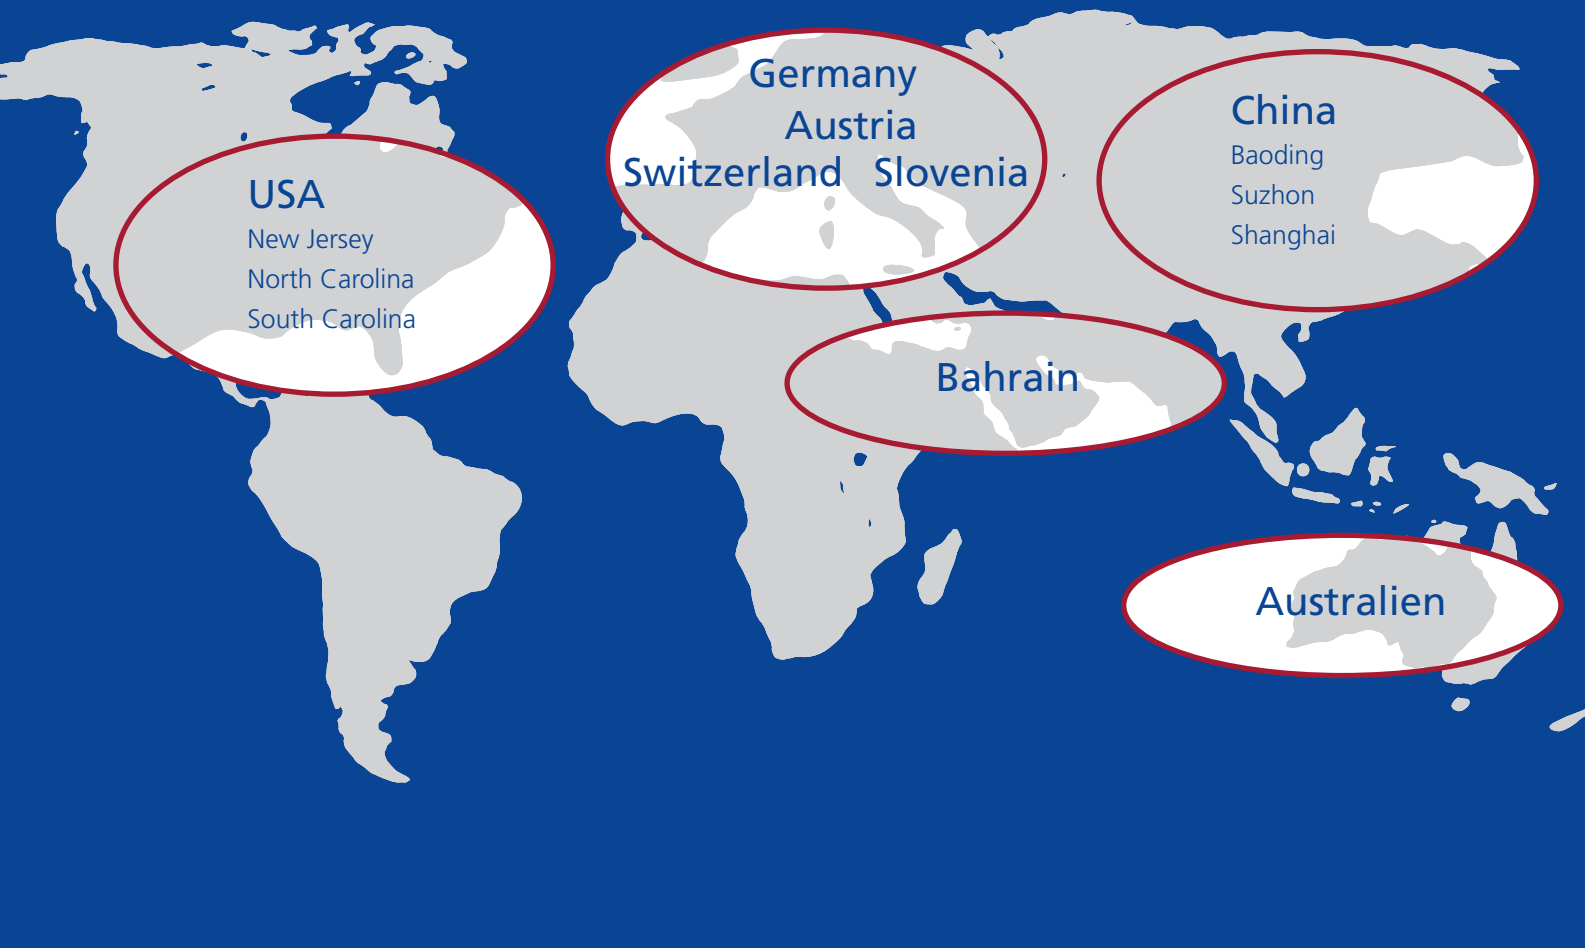 USA
New Jersey
North Carolina
South Carolina
Germany
Austria
Switzerland Slovenia
China
Baoding
Suzhon
Shanghai
Bahrain
Australien